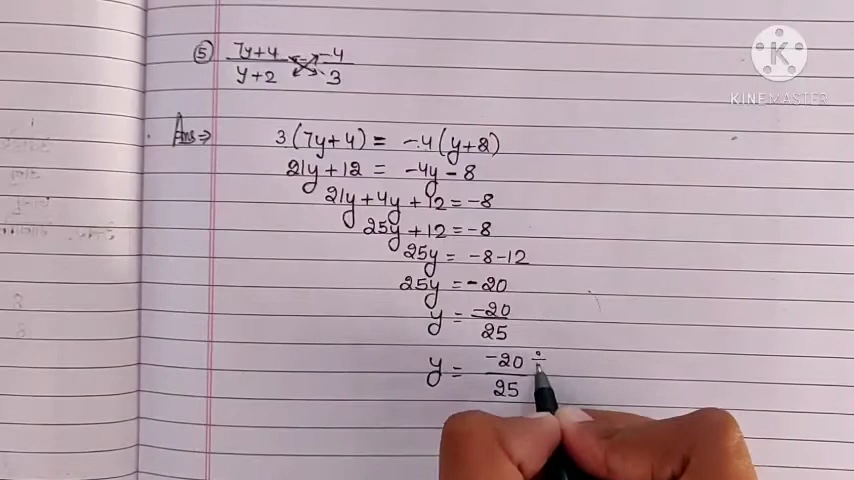 ⑤ 7y+4 = -4
y+2 3
K
KINEMASTER
Ans ⇒ 3(7y+4) = -4(y+2)
21y+12 = -4y-8
21y+4y+12=-8
25y+12=-8
25y= -8-12
25y =-20
y = -20
25
y = -20 ÷
25